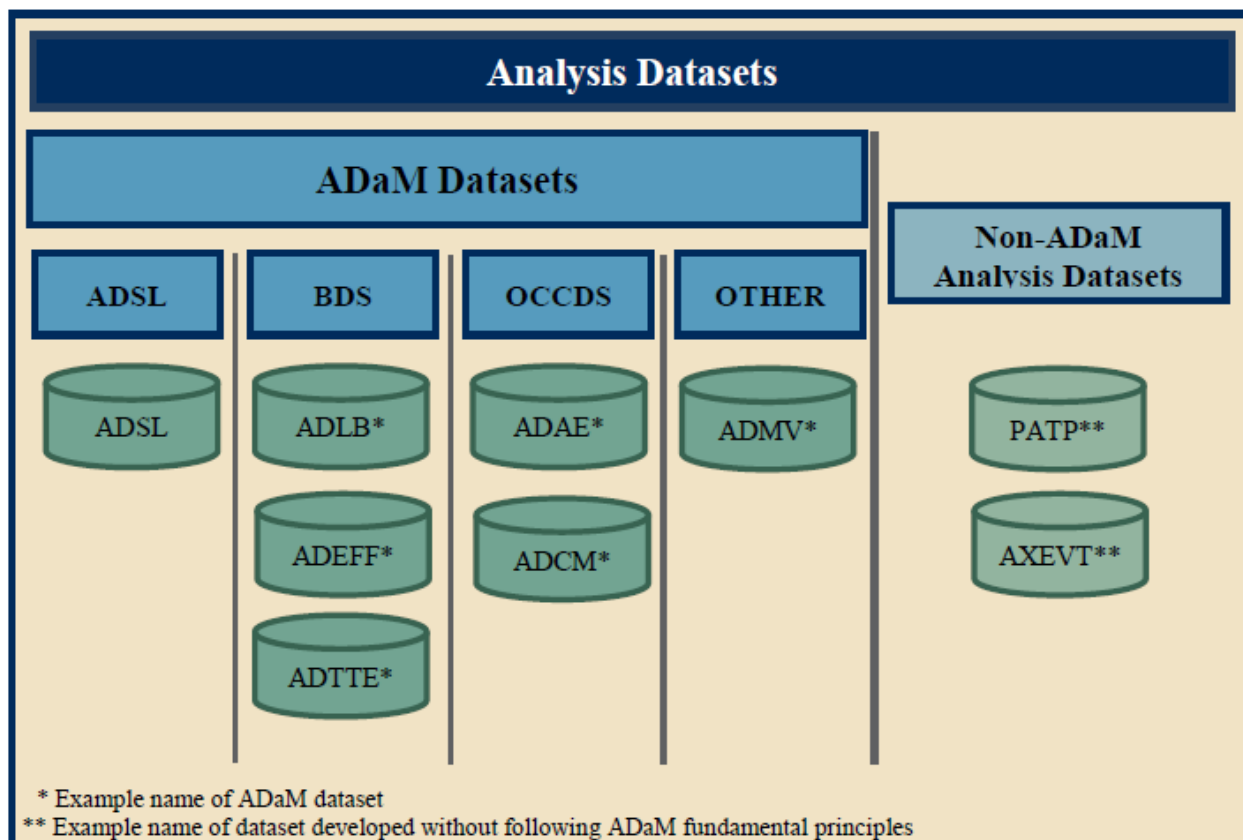 Analysis Datasets
ADaM Datasets
Non-ADaM
Analysis Datasets
ADSL
BDS
OCCDS
OTHER
ADSL
ADLB*
ADAE*
ADMV*
PATP**
ADEFF*
ADCM*
AXEVT**
ADTTE*
* Example name of ADaM dataset
** Example name of dataset developed without following ADaM fundamental principles